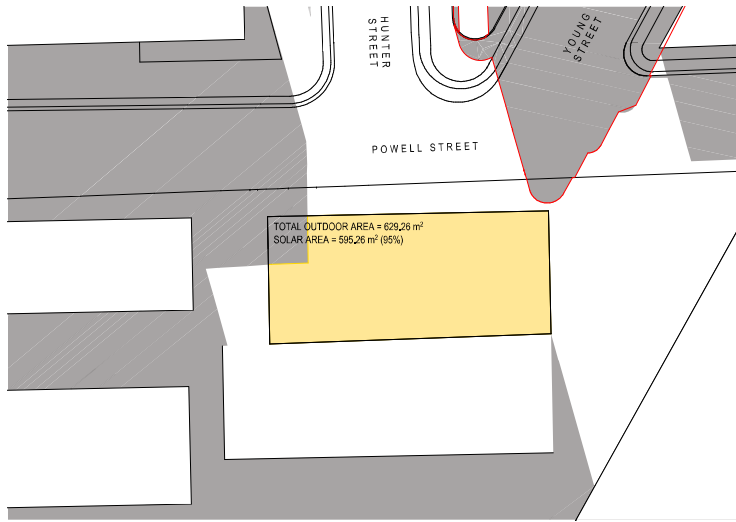 HUNTER
STREET
YOUNG
STREET
POWELL STREET
TOTAL OUTDOOR AREA = 629.26 m²
SOLAR AREA = 595.26 m² (95%)